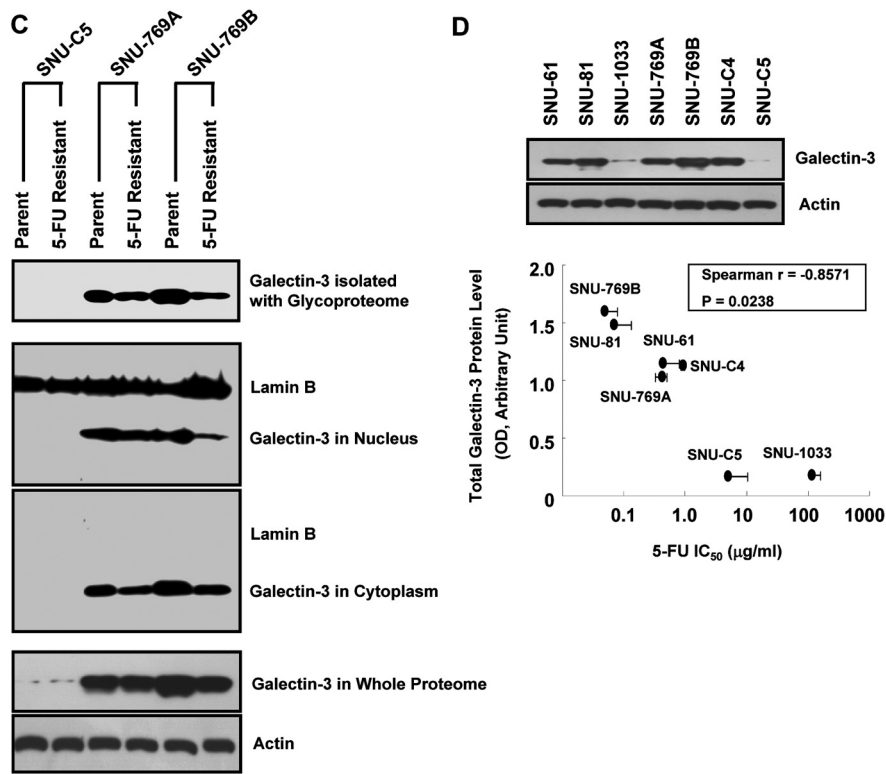 C
SNU-C5
SNU-769A
SNU-769B
Parent
5-FU Resistant
Parent
5-FU Resistant
Parent
5-FU Resistant
Galectin-3 isolated
with Glycoproteome
Lamin B
Galectin-3 in Nucleus
Lamin B
Galectin-3 in Cytoplasm
Galectin-3 in Whole Proteome
Actin
D
SNU-61
SNU-81
SNU-1033
SNU-769A
SNU-769B
SNU-C4
SNU-C5
Galectin-3
Actin
Total Galectin-3 Protein Level
(OD, Arbitrary Unit)
2.0
1.5
1.0
0.5
0
Spearman r = -0.8571
P = 0.0238
SNU-769B
SNU-81
SNU-61
SNU-C4
SNU-769A
SNU-C5
SNU-1033
0.1
1.0
10
100
1000
5-FU IC50 (μg/ml)